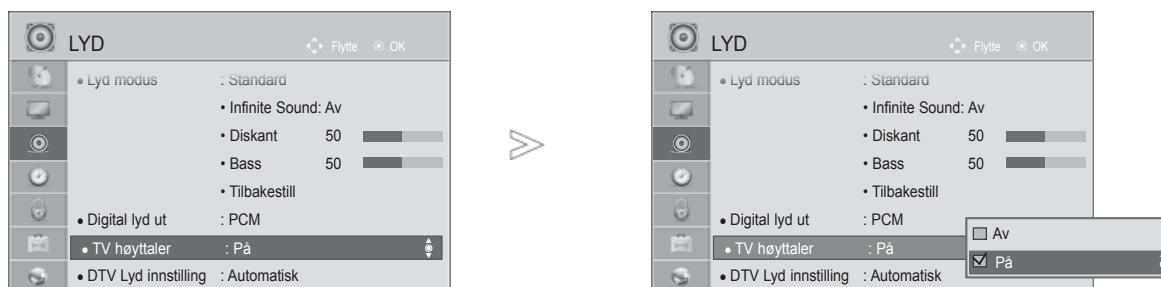 LYD
Flytte OK
• Lyd modus : Standard
• Infinite Sound: Av
• Diskant 50
• Bass 50
• Tilbakestill
• Digital lyd ut : PCM
• TV høyttaler : På
• DTV Lyd innstilling : Automatisk
>
LYD
Flytte OK
• Lyd modus : Standard
• Infinite Sound: Av
• Diskant 50
• Bass 50
• Tilbakestill
• Digital lyd ut : PCM
• TV høyttaler : På
• DTV Lyd innstilling : Automatisk
Av
På